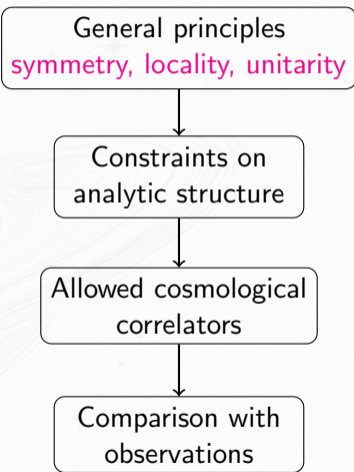 General principles
symmetry, locality, unitarity
Constraints on
analytic structure
Allowed cosmological
correlators
Comparison with
observations